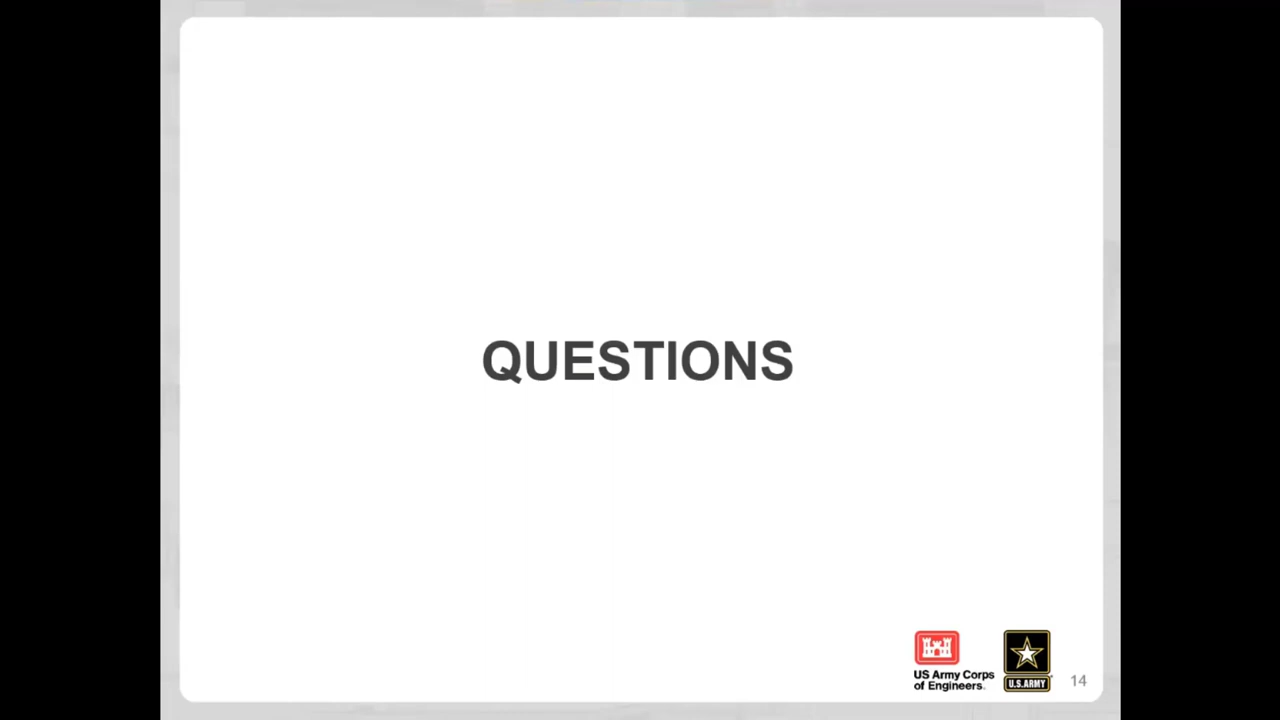 QUESTIONS
US Army Corps
of Engineers.
U.S.ARMY
14